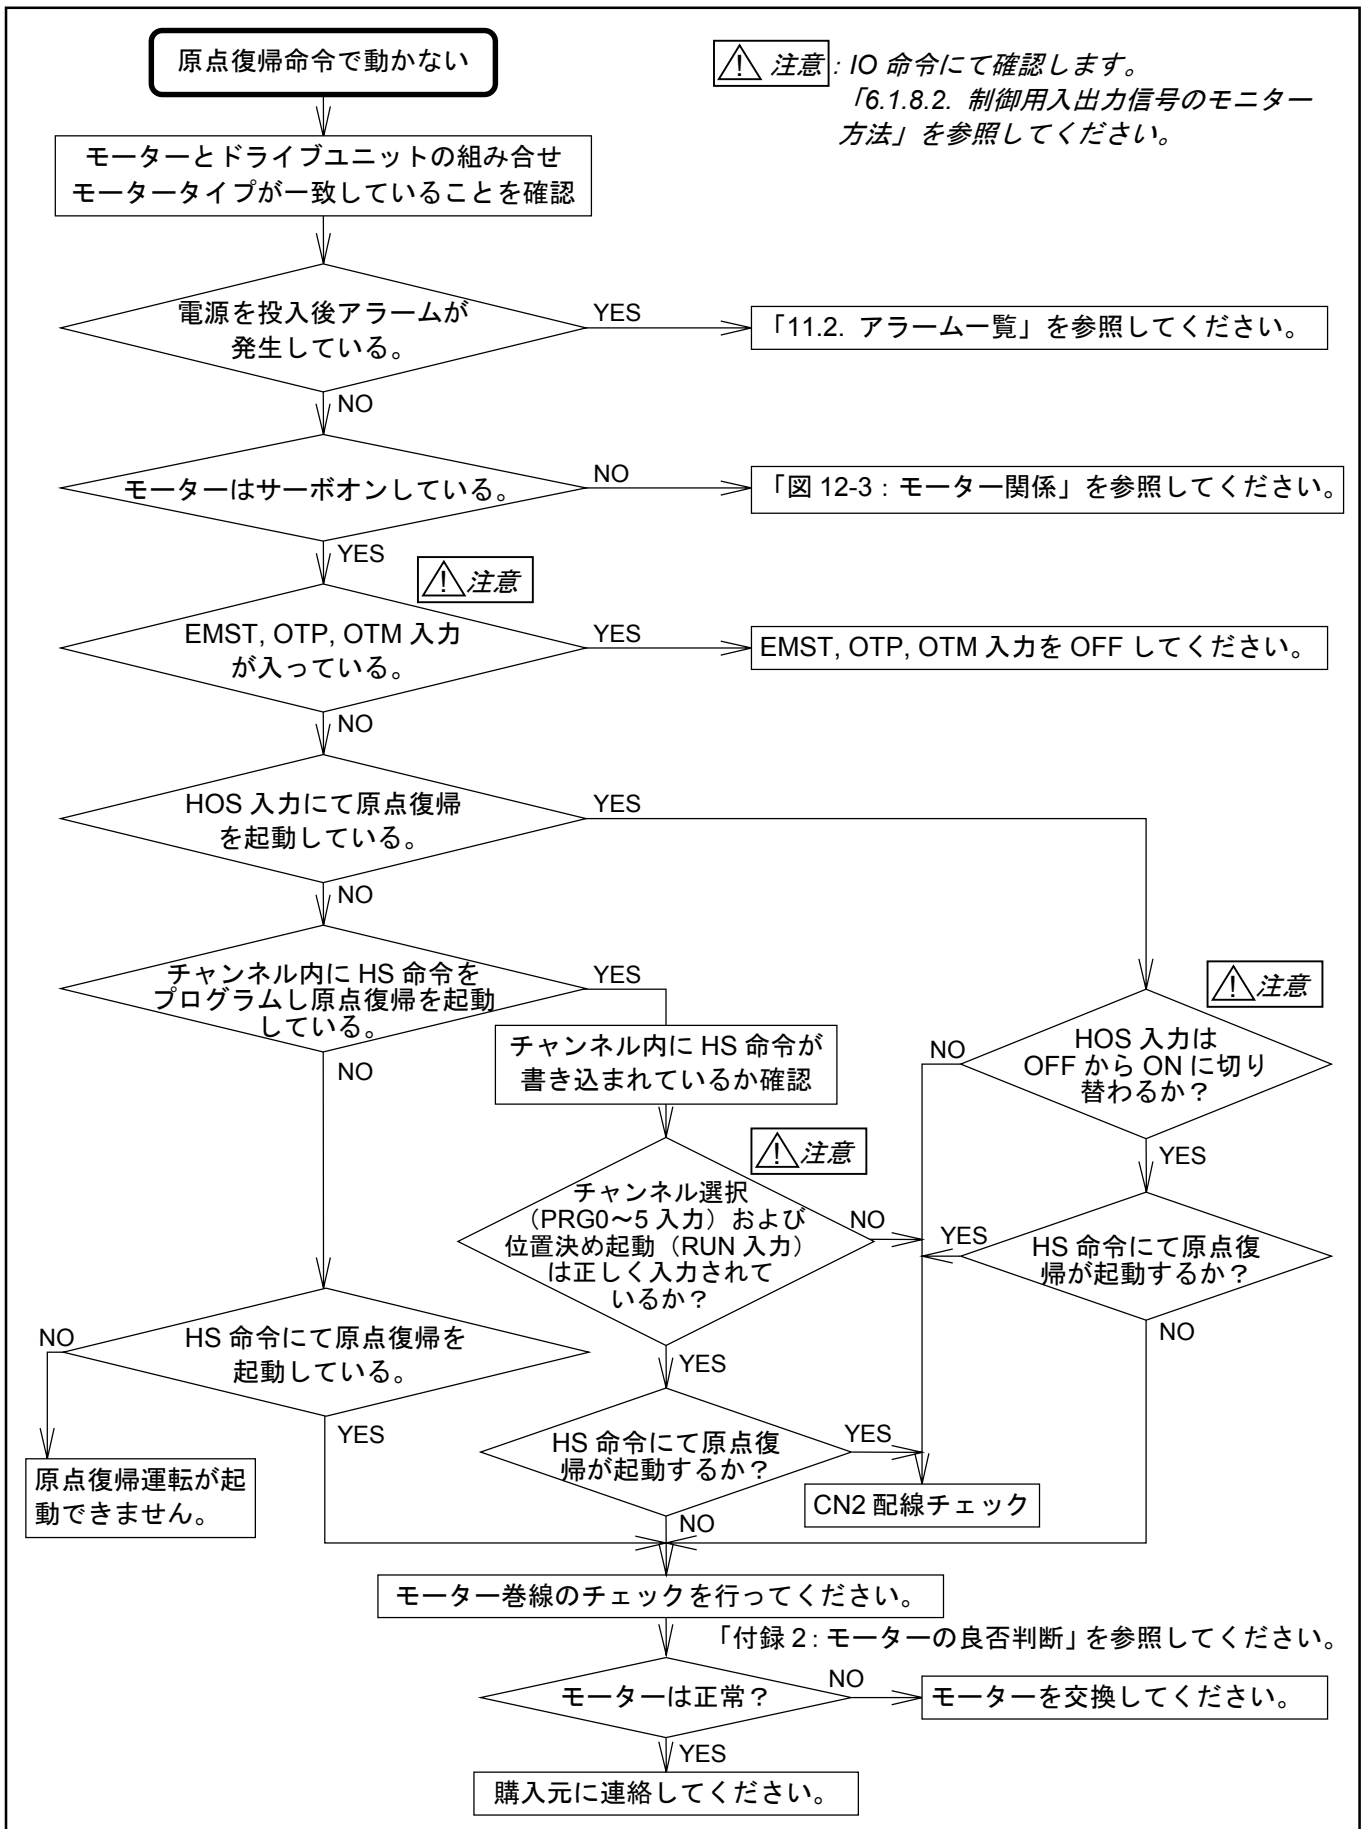 原点復帰命令で動かない
注意 : IO 命令にて確認します。
「6.1.8.2. 制御用入出力信号のモニター
方法」を参照してください。
モーターとドライブユニットの組み合せ
モータータイプが一致していることを確認
電源を投入後アラームが
発生している。
YES
「11.2. アラーム一覧」を参照してください。
NO
モーターはサーボオンしている。
NO
「図 12-3：モーター関係」を参照してください。
YES
注意
EMST, OTP, OTM 入力
が入っている。
YES
EMST, OTP, OTM 入力を OFF してください。
NO
HOS 入力にて原点復帰
を起動している。
YES
NO
チャンネル内に HS 命令を
プログラムし原点復帰を起動
している。
YES
NO
チャンネル内に HS 命令が
書き込まれているか確認
注意
HOS 入力は
OFF から ON に切り
替わるか？
NO
YES
注意
チャンネル選択
（PRG0～5 入力）および
位置決め起動（RUN 入力）
は正しく入力されて
いるか？
NO
YES
HS 命令にて原点復
帰が起動するか？
YES
NO
HS 命令にて原点復帰を
起動している。
NO
YES
原点復帰運転が起
動できません。
HS 命令にて原点復
帰が起動するか？
YES
NO
CN2 配線チェック
モーター巻線のチェックを行ってください。
「付録 2：モーターの良否判断」を参照してください。
モーターは正常？
NO
モーターを交換してください。
YES
購入元に連絡してください。